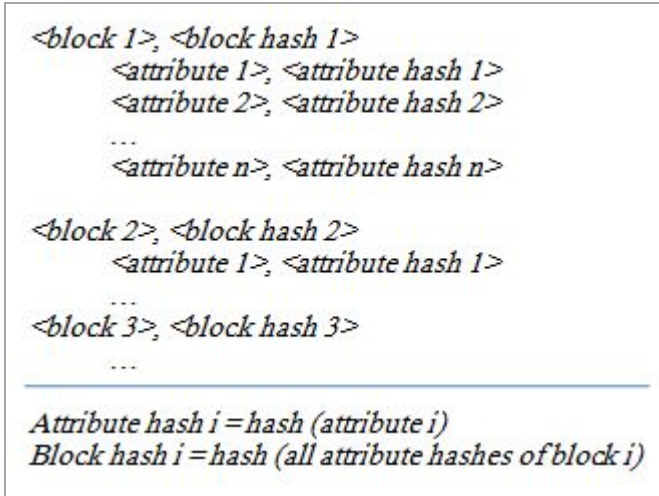 <block 1>, <block hash 1>
<attribute 1>, <attribute hash 1>
<attribute 2>, <attribute hash 2>
...
<attribute n>, <attribute hash n>
<block 2>, <block hash 2>
<attribute 1>, <attribute hash 1>
...
<block 3>, <block hash 3>
...
Attribute hash i = hash (attribute i)
Block hash i = hash (all attribute hashes of block i)